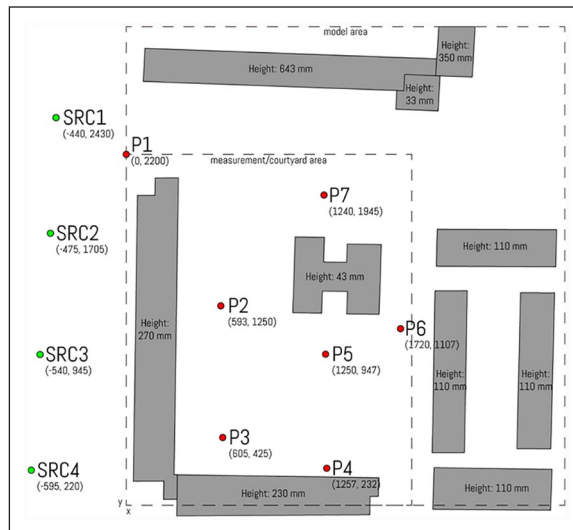 model area
Height:
350 mm
Height: 643 mm
Height:
33 mm
SRC1
(-440, 2430)
P1
(0, 2200)
measurement/courtyard area
P7
(1240, 1945)
SRC2
(-475, 1705)
Height: 110 mm
Height: 43 mm
P2
(593, 1250)
P6
(1720, 1107)
Height:
270 mm
SRC3
(-540, 945)
P5
(1250, 947)
Height:
110 mm
Height:
110 mm
P3
(605, 425)
SRC4
(-595, 220)
P4
(1257, 232)
Height: 230 mm
Height: 110 mm
y
x